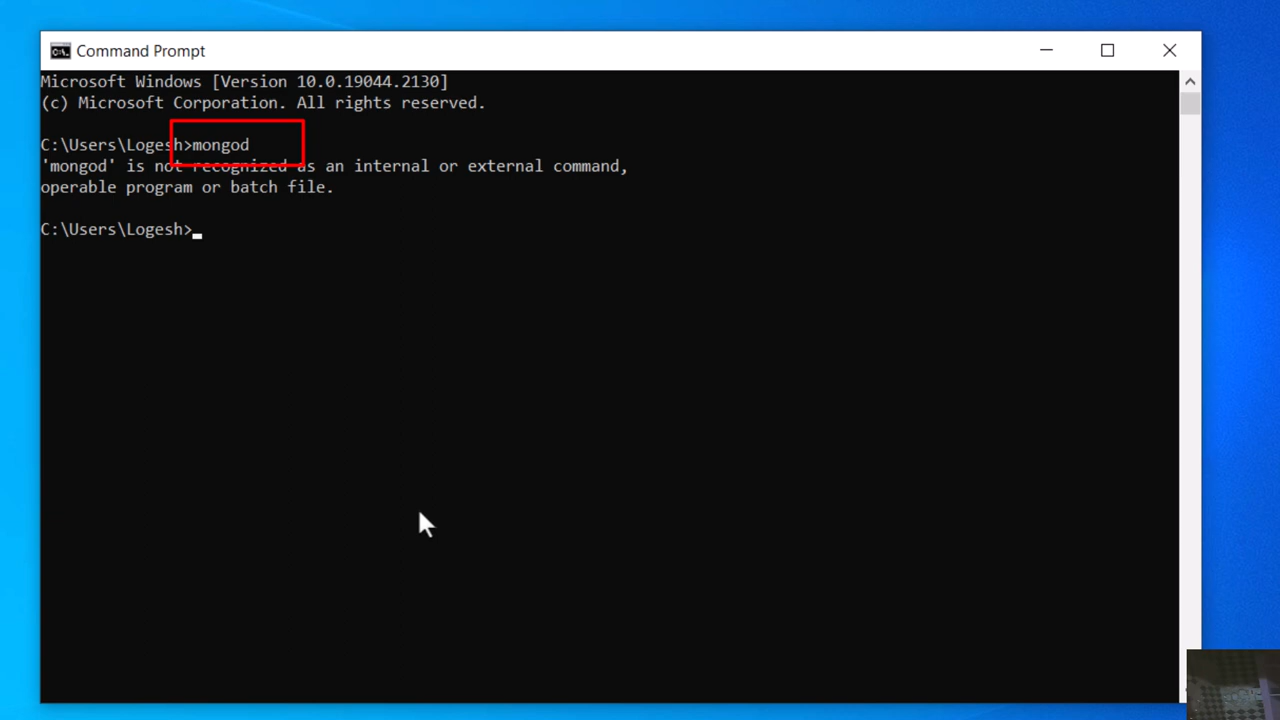 Command Prompt
Microsoft Windows [Version 10.0.19044.2130]
(c) Microsoft Corporation. All rights reserved.
C:\Users\Logesh>mongod
'mongod' is not recognized as an internal or external command,
operable program or batch file.
C:\Users\Logesh>